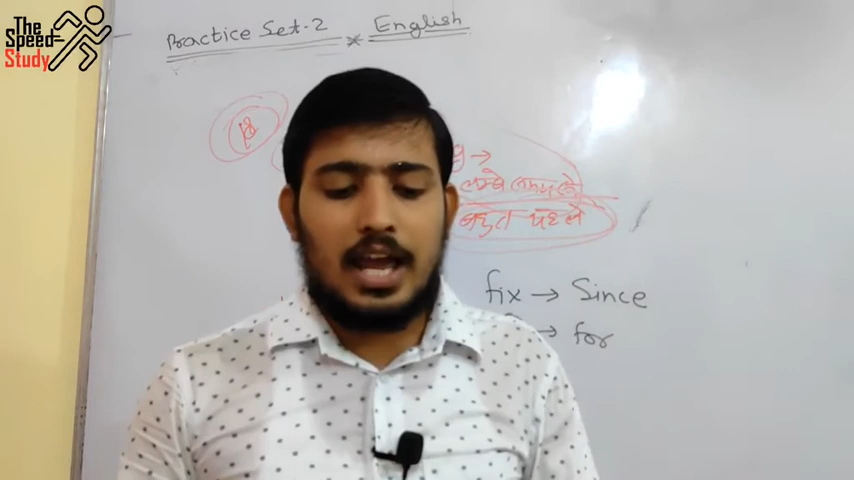 The
Speed
Study
Practice Set-2 × English
लम्बे समय से
बहुत पहले
fix → Since
→ for